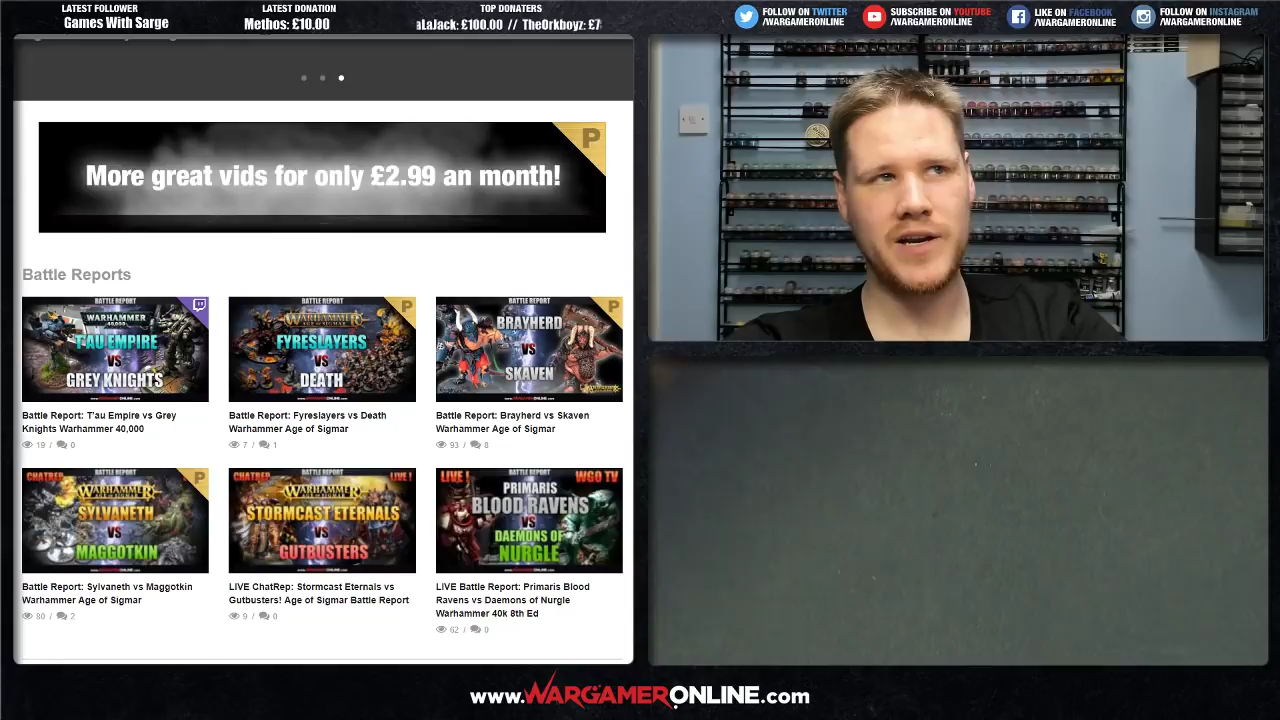 LATEST FOLLOWER
Games With Sarge
LATEST DONATION
Methos: £10.00
TOP DONATERS
aLaJack: £100.00 // TheOrkboyz: £7
FOLLOW ON TWITTER
/WARGAMERONLINE
SUBSCRIBE ON YOUTUBE
/WARGAMERONLINE
LIKE ON FACEBOOK
/WARGAMERONLINE
FOLLOW ON INSTAGRAM
/WARGAMERONLINE
P
More great vids for only £2.99 an month!
Battle Reports
BATTLE REPORT
WARHAMMER
40,000
T'AU EMPIRE
VS
GREY KNIGHTS
BATTLE REPORT
P
WARHAMMER
AGE OF SIGMAR
FYRESLAYERS
VS
DEATH
BATTLE REPORT
P
BRAYHERD
VS
SKAVEN
Battle Report: T'au Empire vs Grey
Knights Warhammer 40,000
19 / 0
Battle Report: Fyreslayers vs Death
Warhammer Age of Sigmar
7 / 1
Battle Report: Brayherd vs Skaven
Warhammer Age of Sigmar
93 / 8
CHATREP
BATTLE REPORT
P
WARHAMMER
AGE OF SIGMAR
SYLVANETH
VS
MAGGOTKIN
CHATREP
BATTLE REPORT
LIVE !
WARHAMMER
AGE OF SIGMAR
STORMCAST ETERNALS
VS
GUTBUSTERS
LIVE !
BATTLE REPORT
WGO TV
PRIMARIS
BLOOD RAVENS
VS
DAEMONS OF
NURGLE
Battle Report: Sylvaneth vs Maggotkin
Warhammer Age of Sigmar
80 / 2
LIVE ChatRep: Stormcast Eternals vs
Gutbusters! Age of Sigmar Battle Report
9 / 0
LIVE Battle Report: Primaris Blood
Ravens vs Daemons of Nurgle
Warhammer 40k 8th Ed
62 / 0
www.WARGAMERONLINE.com